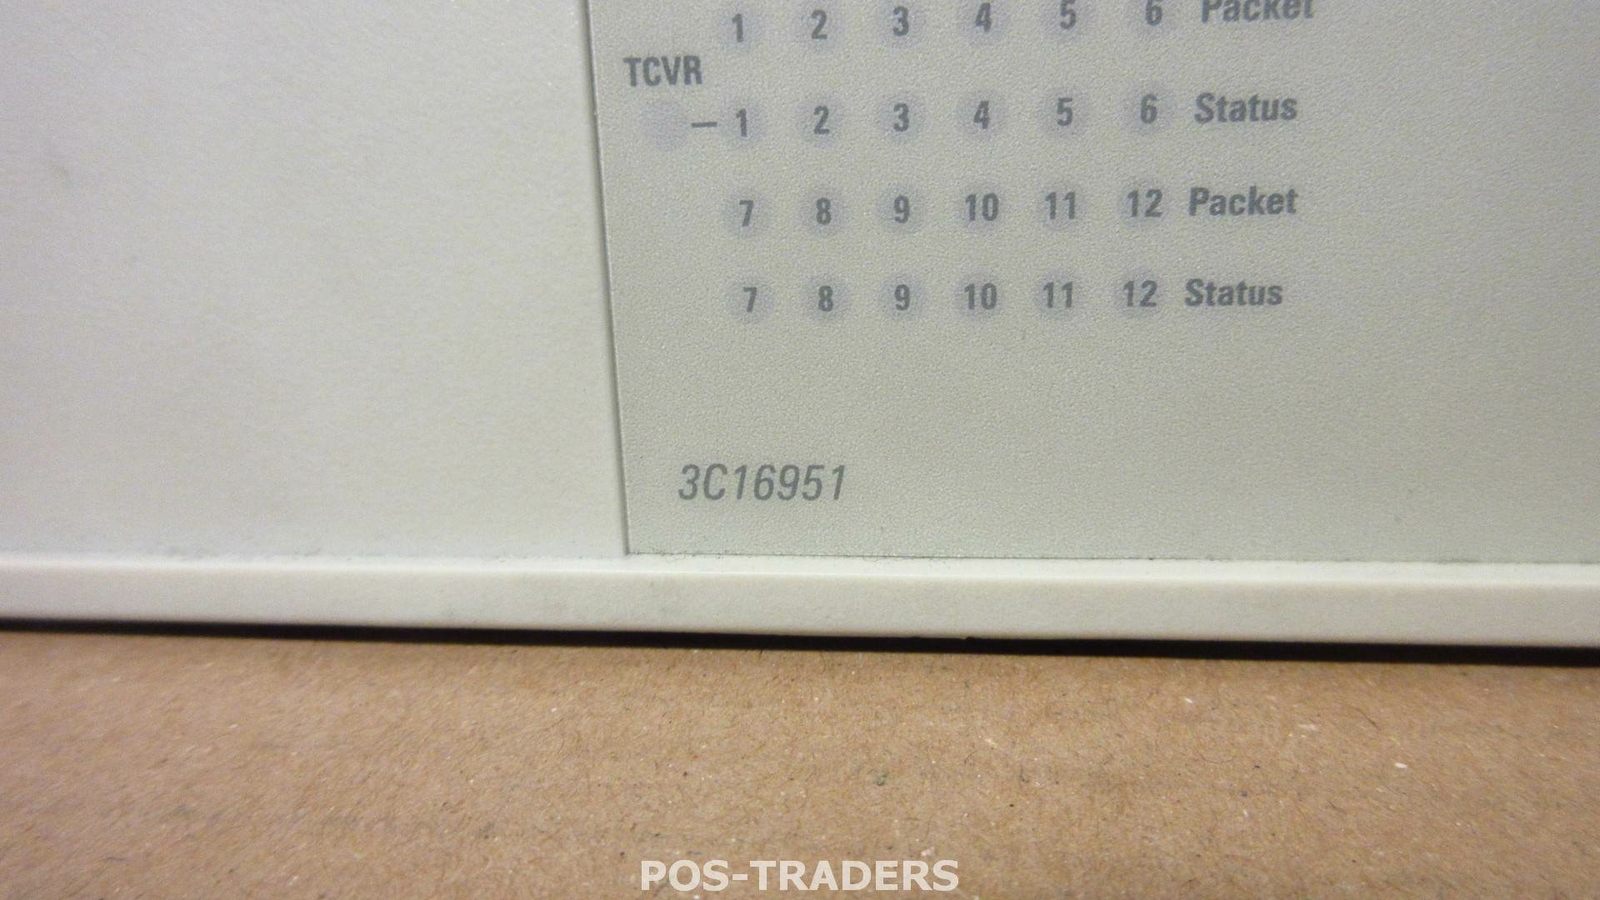 1 2 3 4 5 6 Packet
TCVR
– 1 2 3 4 5 6 Status
7 8 9 10 11 12 Packet
7 8 9 10 11 12 Status
3C16951
POS-TRADERS